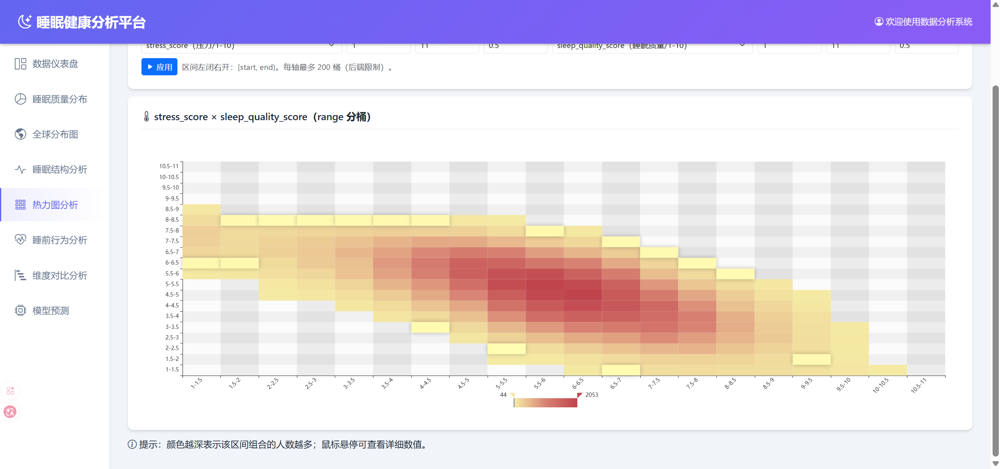 睡眠健康分析平台
欢迎使用数据分析系统
stress_score（压力/1-10） 1 11 0.5 sleep_quality_score（睡眠质量/1-10） 1 11 0.5
应用 区间左闭右开：[start, end)。每轴最多 200 桶（后端限制）。
数据仪表盘
睡眠质量分布
全球分布图
睡眠结构分析
热力图分析
睡前行为分析
维度对比分析
模型预测
stress_score × sleep_quality_score（range 分桶）
10.5-11
10-10.5
9.5-10
9-9.5
8.5-9
8-8.5
7.5-8
7-7.5
6.5-7
6-6.5
5.5-6
5-5.5
4.5-5
4-4.5
3.5-4
3-3.5
2.5-3
2-2.5
1.5-2
1-1.5
1-1.5 1.5-2 2-2.5 2.5-3 3-3.5 3.5-4 4-4.5 4.5-5 5-5.5 5.5-6 6-6.5 6.5-7 7-7.5 7.5-8 8-8.5 8.5-9 9-9.5 9.5-10 10-10.5 10.5-11
44 2053
提示：颜色越深表示该区间组合的人数越多；鼠标悬停可查看详细数值。